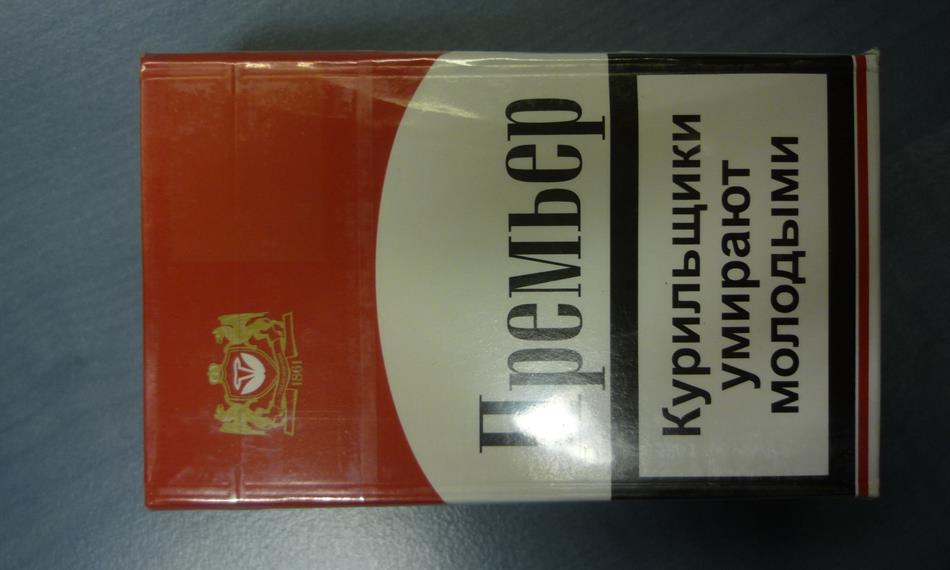 1861
Премьер
Курильщики
умирают
молодыми